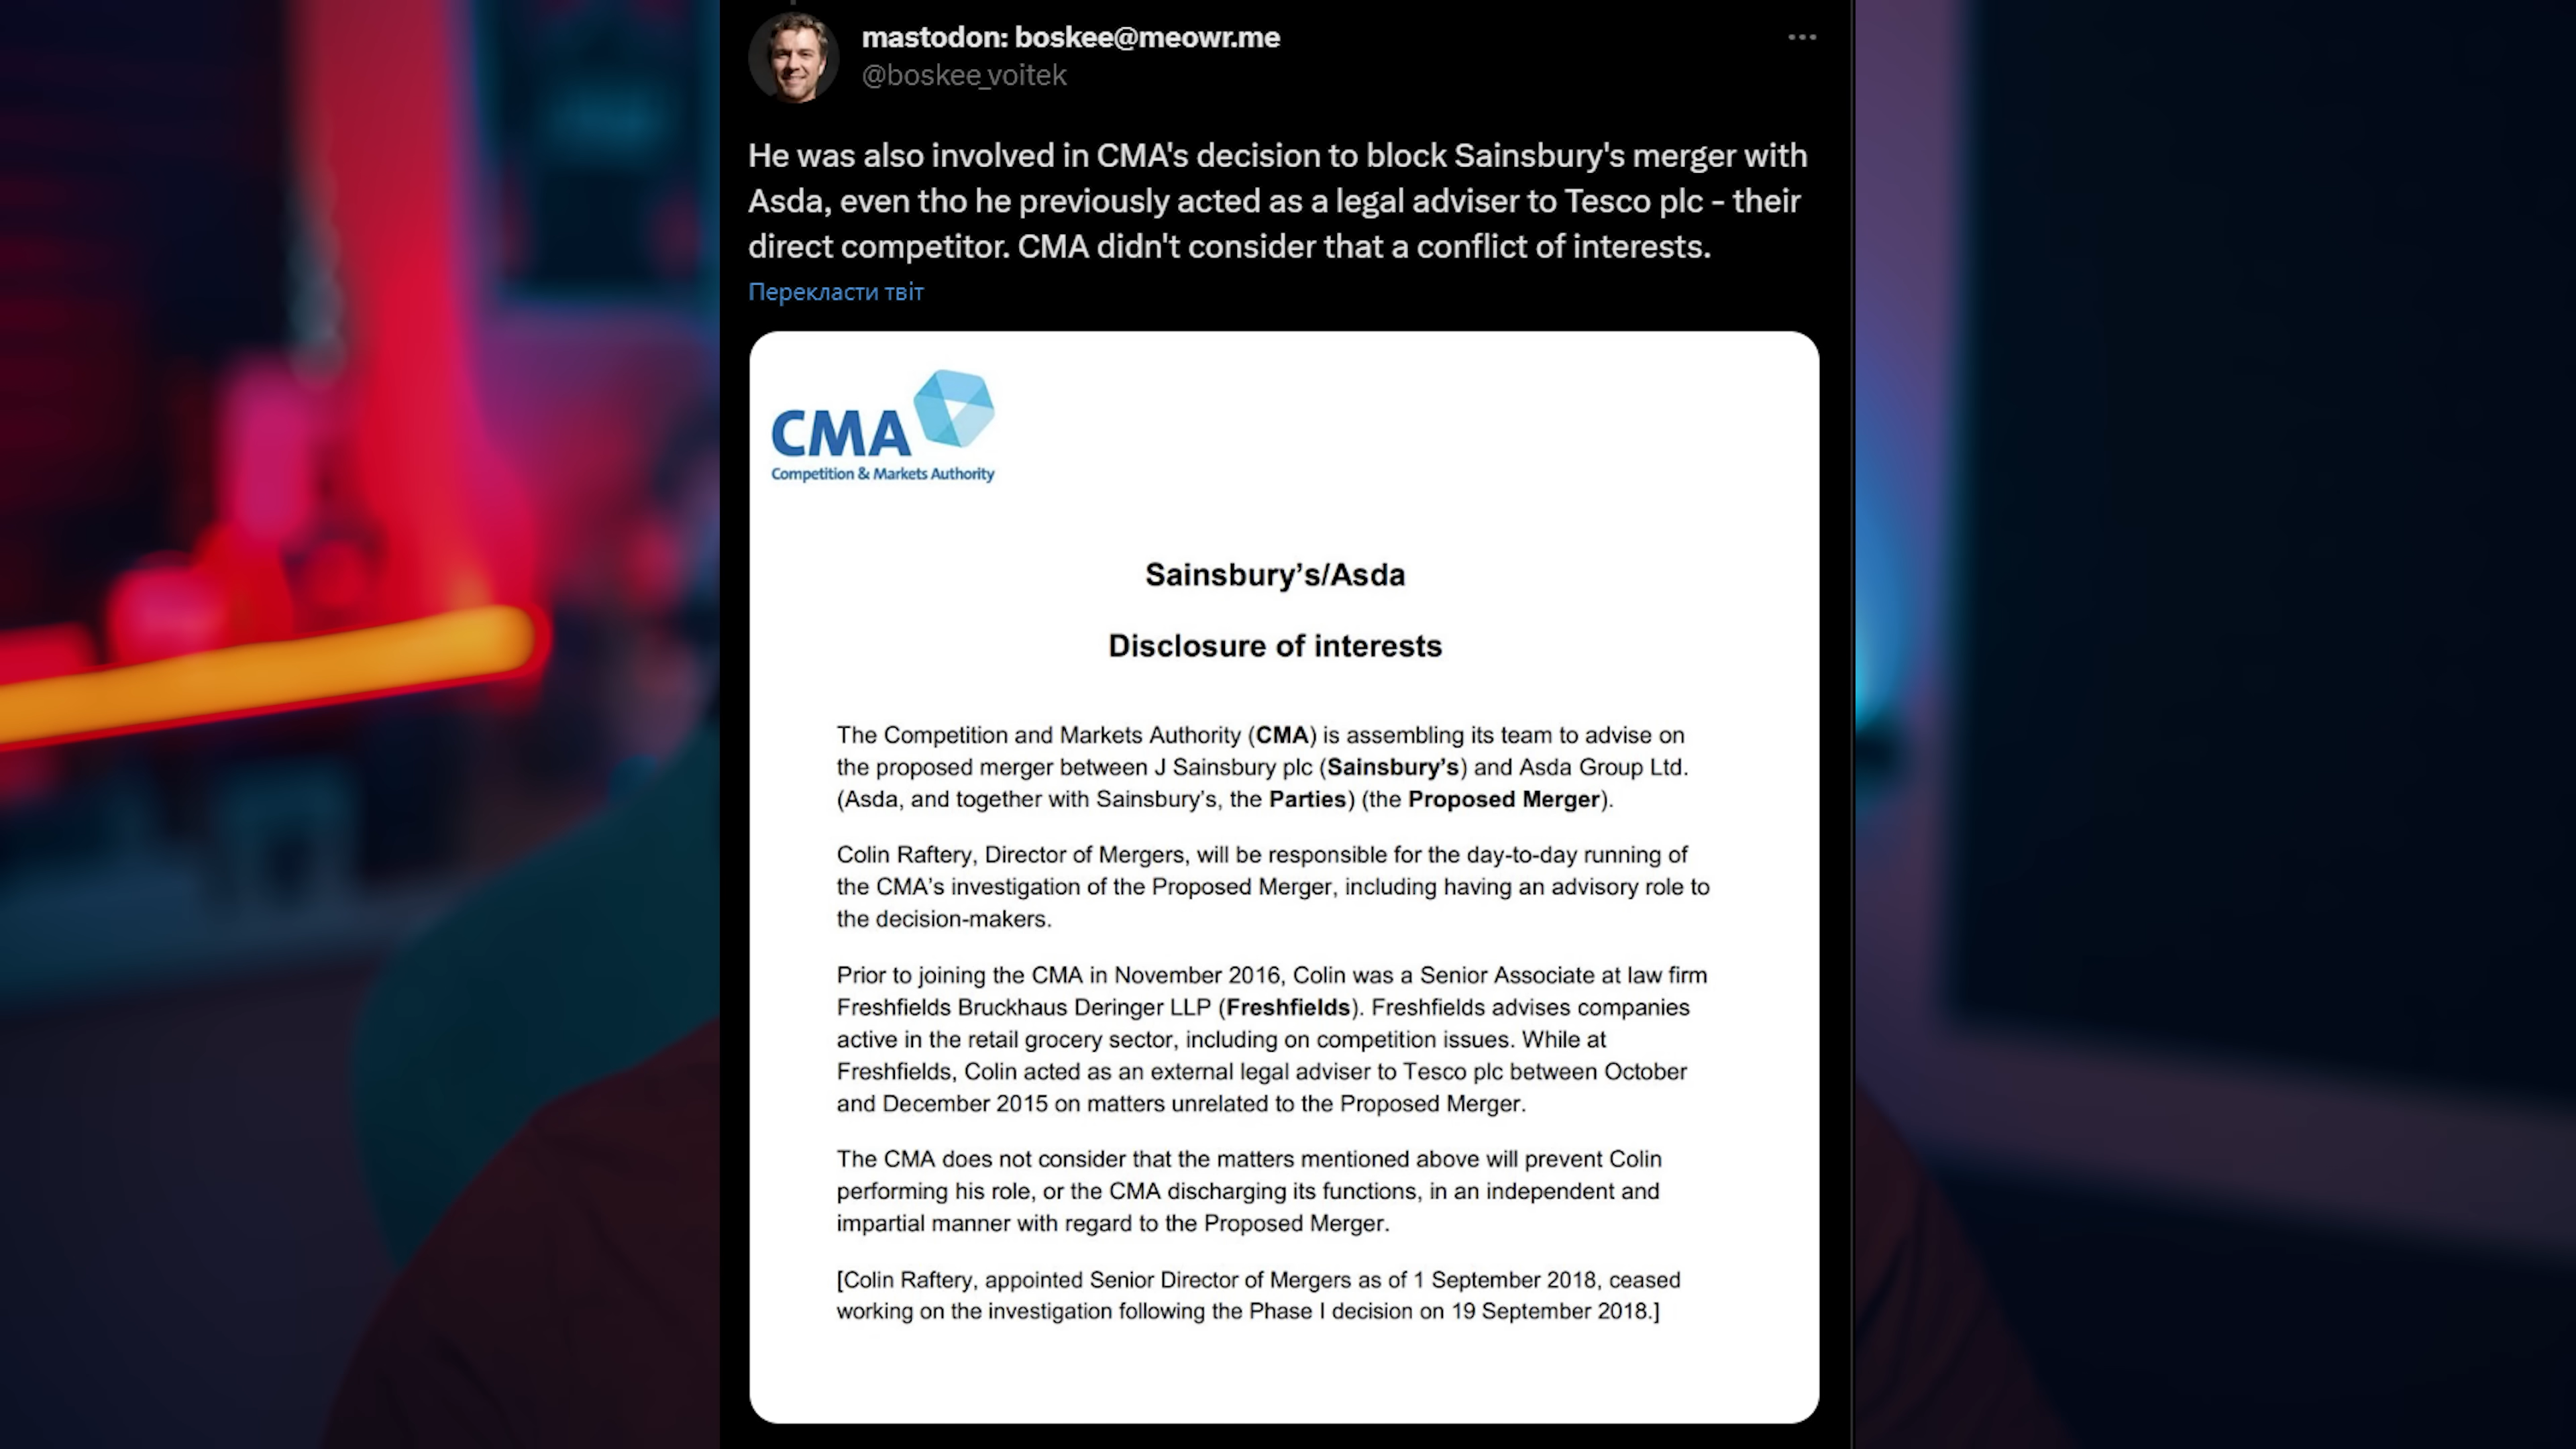 mastodon: boskee@meowr.me
@boskee_voitek
He was also involved in CMA's decision to block Sainsbury's merger with
Asda, even tho he previously acted as a legal adviser to Tesco plc - their
direct competitor. CMA didn't consider that a conflict of interests.
Перекласти твіт
CMA
Competition & Markets Authority
Sainsbury’s/Asda
Disclosure of interests
The Competition and Markets Authority (CMA) is assembling its team to advise on
the proposed merger between J Sainsbury plc (Sainsbury’s) and Asda Group Ltd.
(Asda, and together with Sainsbury’s, the Parties) (the Proposed Merger).
Colin Raftery, Director of Mergers, will be responsible for the day-to-day running of
the CMA’s investigation of the Proposed Merger, including having an advisory role to
the decision-makers.
Prior to joining the CMA in November 2016, Colin was a Senior Associate at law firm
Freshfields Bruckhaus Deringer LLP (Freshfields). Freshfields advises companies
active in the retail grocery sector, including on competition issues. While at
Freshfields, Colin acted as an external legal adviser to Tesco plc between October
and December 2015 on matters unrelated to the Proposed Merger.
The CMA does not consider that the matters mentioned above will prevent Colin
performing his role, or the CMA discharging its functions, in an independent and
impartial manner with regard to the Proposed Merger.
[Colin Raftery, appointed Senior Director of Mergers as of 1 September 2018, ceased
working on the investigation following the Phase I decision on 19 September 2018.]